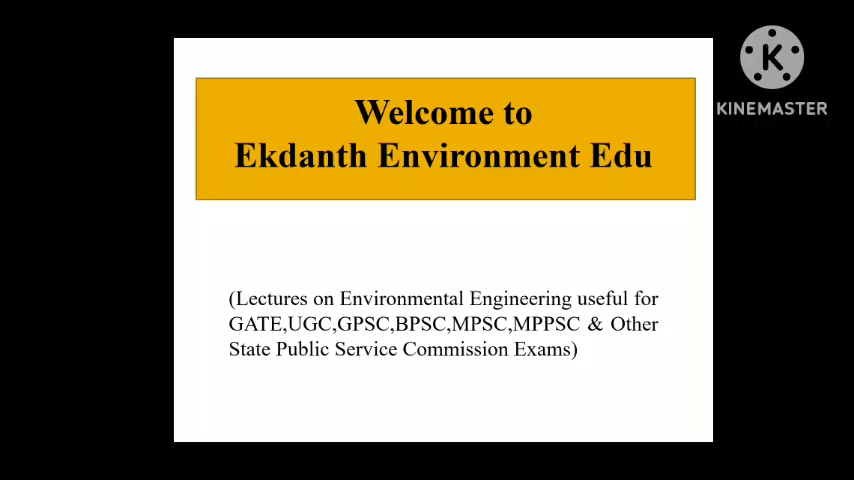 Welcome to
Ekdanth Environment Edu
(Lectures on Environmental Engineering useful for
GATE,UGC,GPSC,BPSC,MPSC,MPPSC & Other
State Public Service Commission Exams)
K
KINEMASTER